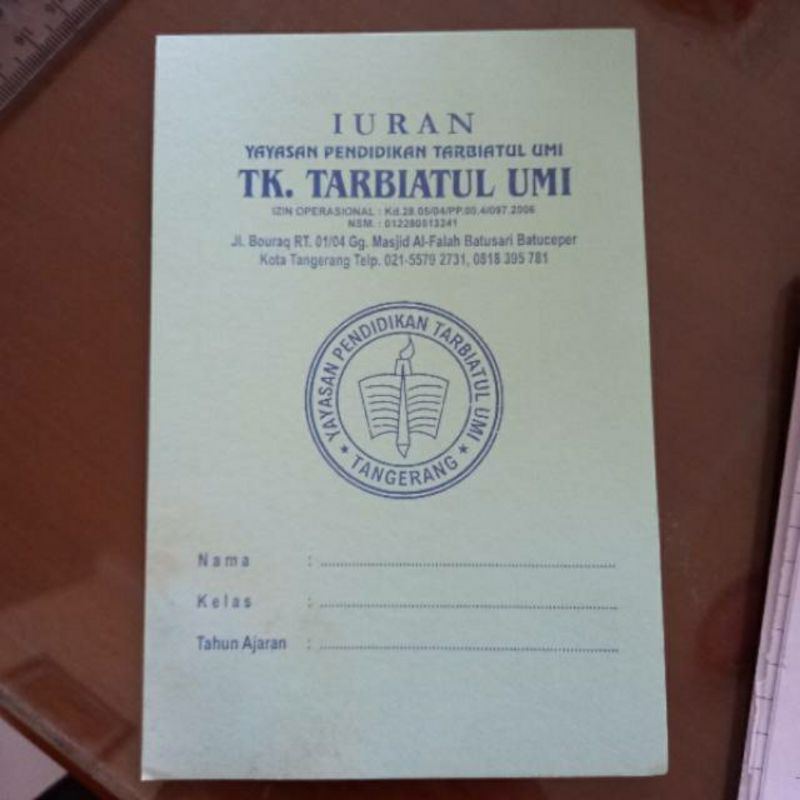 IURAN
YAYASAN PENDIDIKAN TARBIATUL UMI
TK. TARBIATUL UMI
IZIN OPERASIONAL : Kd.28.05/04/PP.00.4/097.2006
NSM. : 012280513241
Jl. Bouraq RT. 01/04 Gg. Masjid Al-Falah Batusari Batuceper
Kota Tangerang Telp. 021-5579 2731, 0818 395 781
YAYASAN PENDIDIKAN TARBIATUL UMI
★ TANGERANG ★
Nama : ....................
Kelas : ....................
Tahun Ajaran : ....................